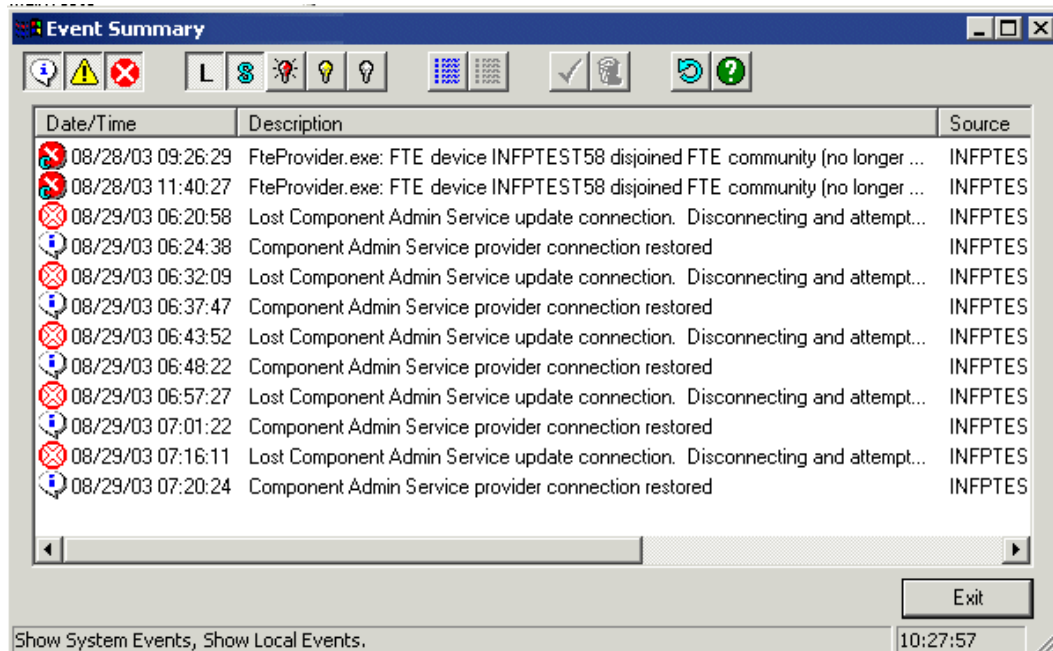 Event Summary
L S
Date/Time Description Source
08/28/03 09:26:29 FteProvider.exe: FTE device INFPTEST58 disjoined FTE community (no longer ... INFPTES
08/28/03 11:40:27 FteProvider.exe: FTE device INFPTEST58 disjoined FTE community (no longer ... INFPTES
08/29/03 06:20:58 Lost Component Admin Service update connection. Disconnecting and attempt... INFPTES
08/29/03 06:24:38 Component Admin Service provider connection restored INFPTES
08/29/03 06:32:09 Lost Component Admin Service update connection. Disconnecting and attempt... INFPTES
08/29/03 06:37:47 Component Admin Service provider connection restored INFPTES
08/29/03 06:43:52 Lost Component Admin Service update connection. Disconnecting and attempt... INFPTES
08/29/03 06:48:22 Component Admin Service provider connection restored INFPTES
08/29/03 06:57:27 Lost Component Admin Service update connection. Disconnecting and attempt... INFPTES
08/29/03 07:01:22 Component Admin Service provider connection restored INFPTES
08/29/03 07:16:11 Lost Component Admin Service update connection. Disconnecting and attempt... INFPTES
08/29/03 07:20:24 Component Admin Service provider connection restored INFPTES
Exit
Show System Events, Show Local Events. 10:27:57